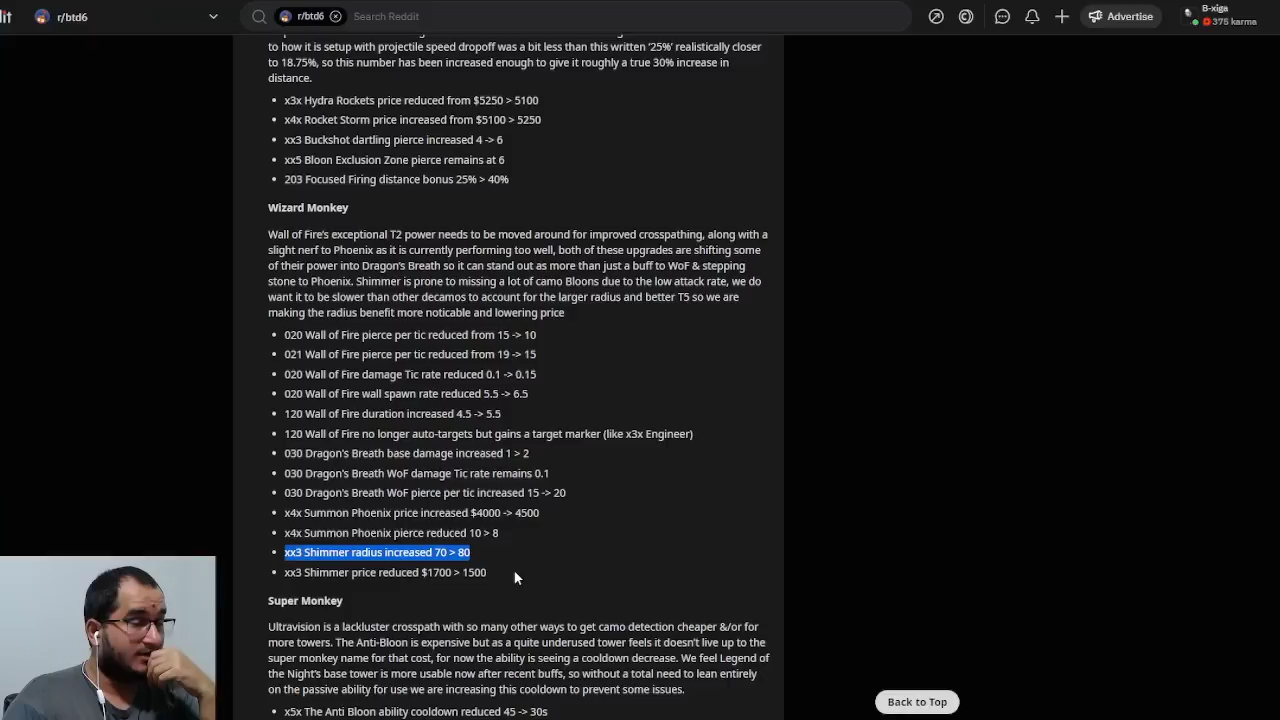 it
r/btd6
r/btd6
Search Reddit
Advertise
B-xiga
375 karma
to how it is setup with projectile speed dropoff was a bit less than this written '25%' realistically closer
to 18.75%, so this number has been increased enough to give it roughly a true 30% increase in
distance.
• x3x Hydra Rockets price reduced from $5250 > 5100
• x4x Rocket Storm price increased from $5100 > 5250
• xx3 Buckshot dartling pierce increased 4 -> 6
• xx5 Bloon Exclusion Zone pierce remains at 6
• 203 Focused Firing distance bonus 25% > 40%
Wizard Monkey
Wall of Fire's exceptional T2 power needs to be moved around for improved crosspathing, along with a
slight nerf to Phoenix as it is currently performing too well, both of these upgrades are shifting some
of their power into Dragon's Breath so it can stand out as more than just a buff to WoF & stepping
stone to Phoenix. Shimmer is prone to missing a lot of camo Bloons due to the low attack rate, we do
want it to be slower than other decamos to account for the larger radius and better T5 so we are
making the radius benefit more noticable and lowering price
• 020 Wall of Fire pierce per tic reduced from 15 -> 10
• 021 Wall of Fire pierce per tic reduced from 19 -> 15
• 020 Wall of Fire damage Tic rate reduced 0.1 -> 0.15
• 020 Wall of Fire wall spawn rate reduced 5.5 -> 6.5
• 120 Wall of Fire duration increased 4.5 -> 5.5
• 120 Wall of Fire no longer auto-targets but gains a target marker (like x3x Engineer)
• 030 Dragon's Breath base damage increased 1 > 2
• 030 Dragon's Breath WoF damage Tic rate remains 0.1
• 030 Dragon's Breath WoF pierce per tic increased 15 -> 20
• x4x Summon Phoenix price increased $4000 -> 4500
• x4x Summon Phoenix pierce reduced 10 > 8
• xx3 Shimmer radius increased 70 > 80
• xx3 Shimmer price reduced $1700 > 1500
Super Monkey
Ultravision is a lackluster crosspath with so many other ways to get camo detection cheaper &/or for
more towers. The Anti-Bloon is expensive but as a quite underused tower feels it doesn't live up to the
super monkey name for that cost, for now the ability is seeing a cooldown decrease. We feel Legend of
the Night's base tower is more usable now after recent buffs, so without a total need to lean entirely
on the passive ability for use we are increasing this cooldown to prevent some issues.
• x5x The Anti Bloon ability cooldown reduced 45 -> 30s
Back to Top